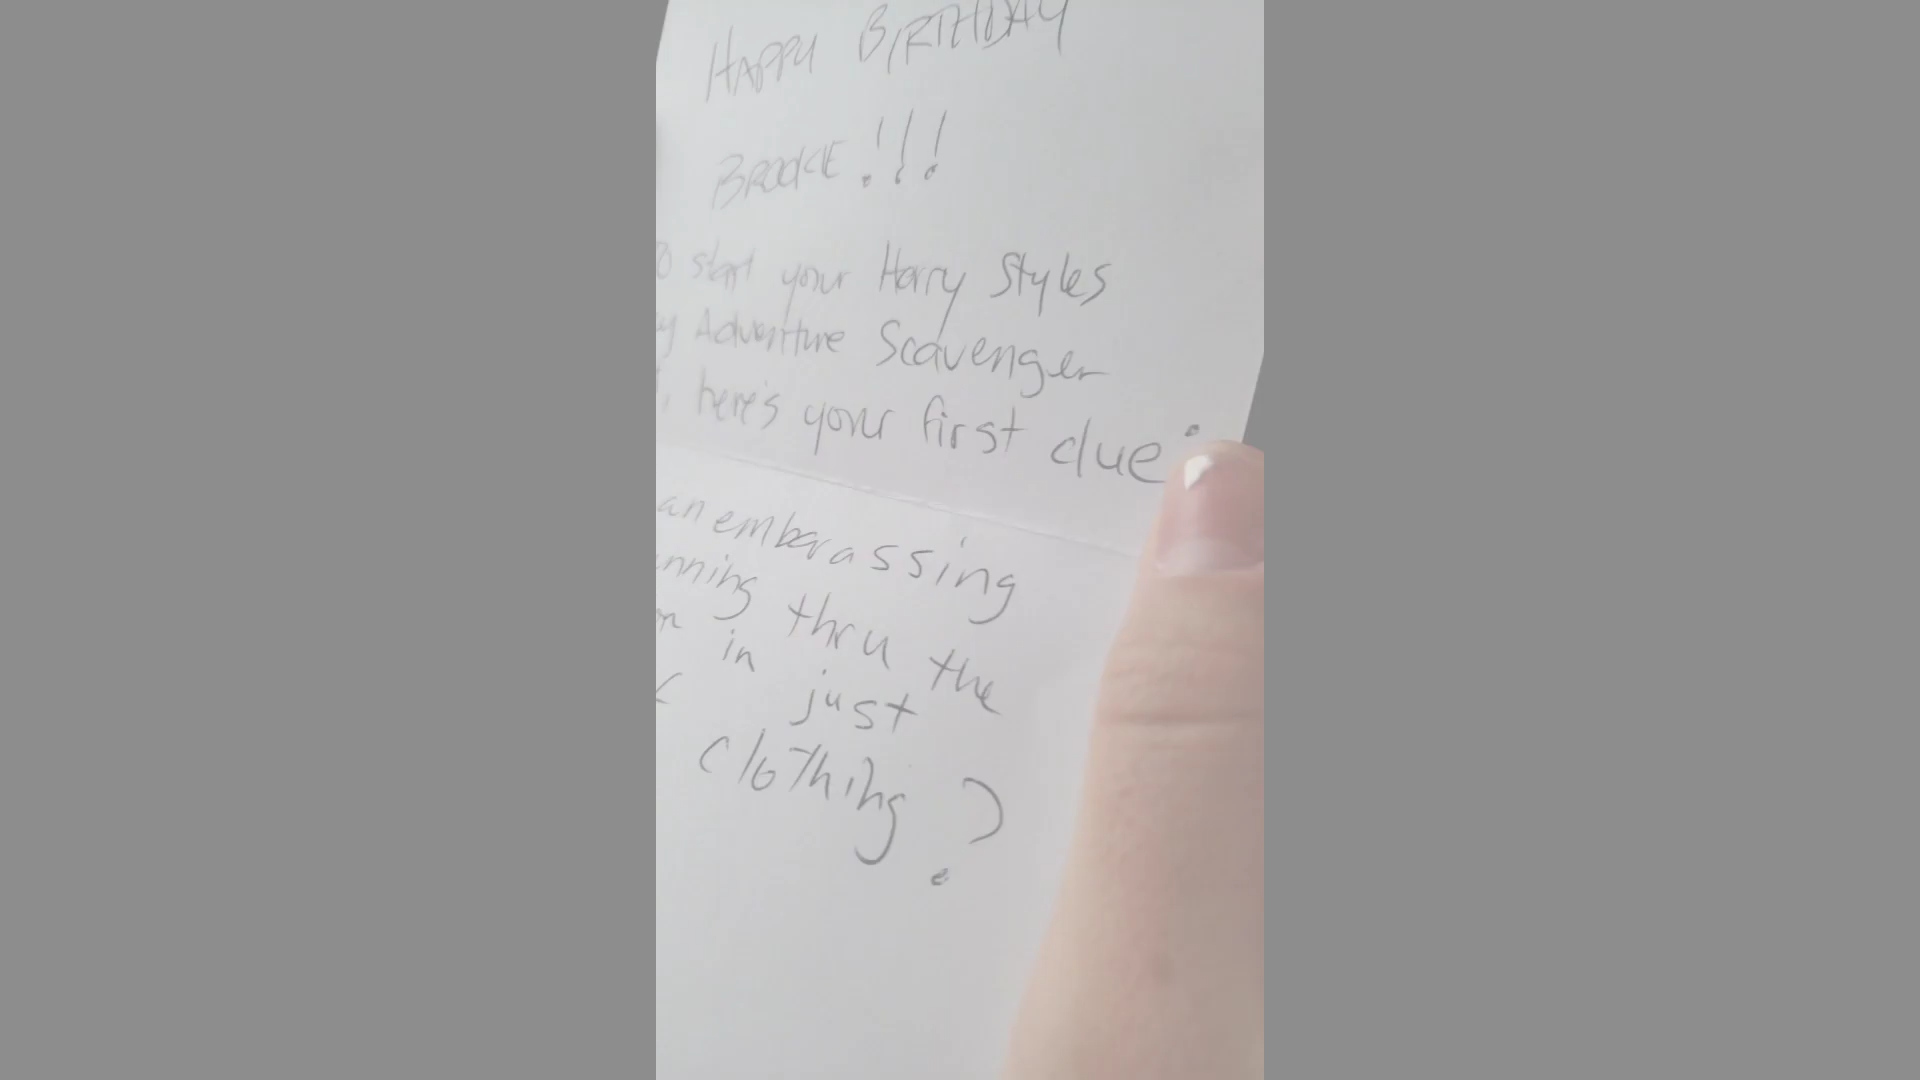 HAPPY BIRTHDAY
BROOKE!!!
start your Harry Styles
Adventure Scavenger
here's your first clue:
an embarassing
thru the
in just
clothing?